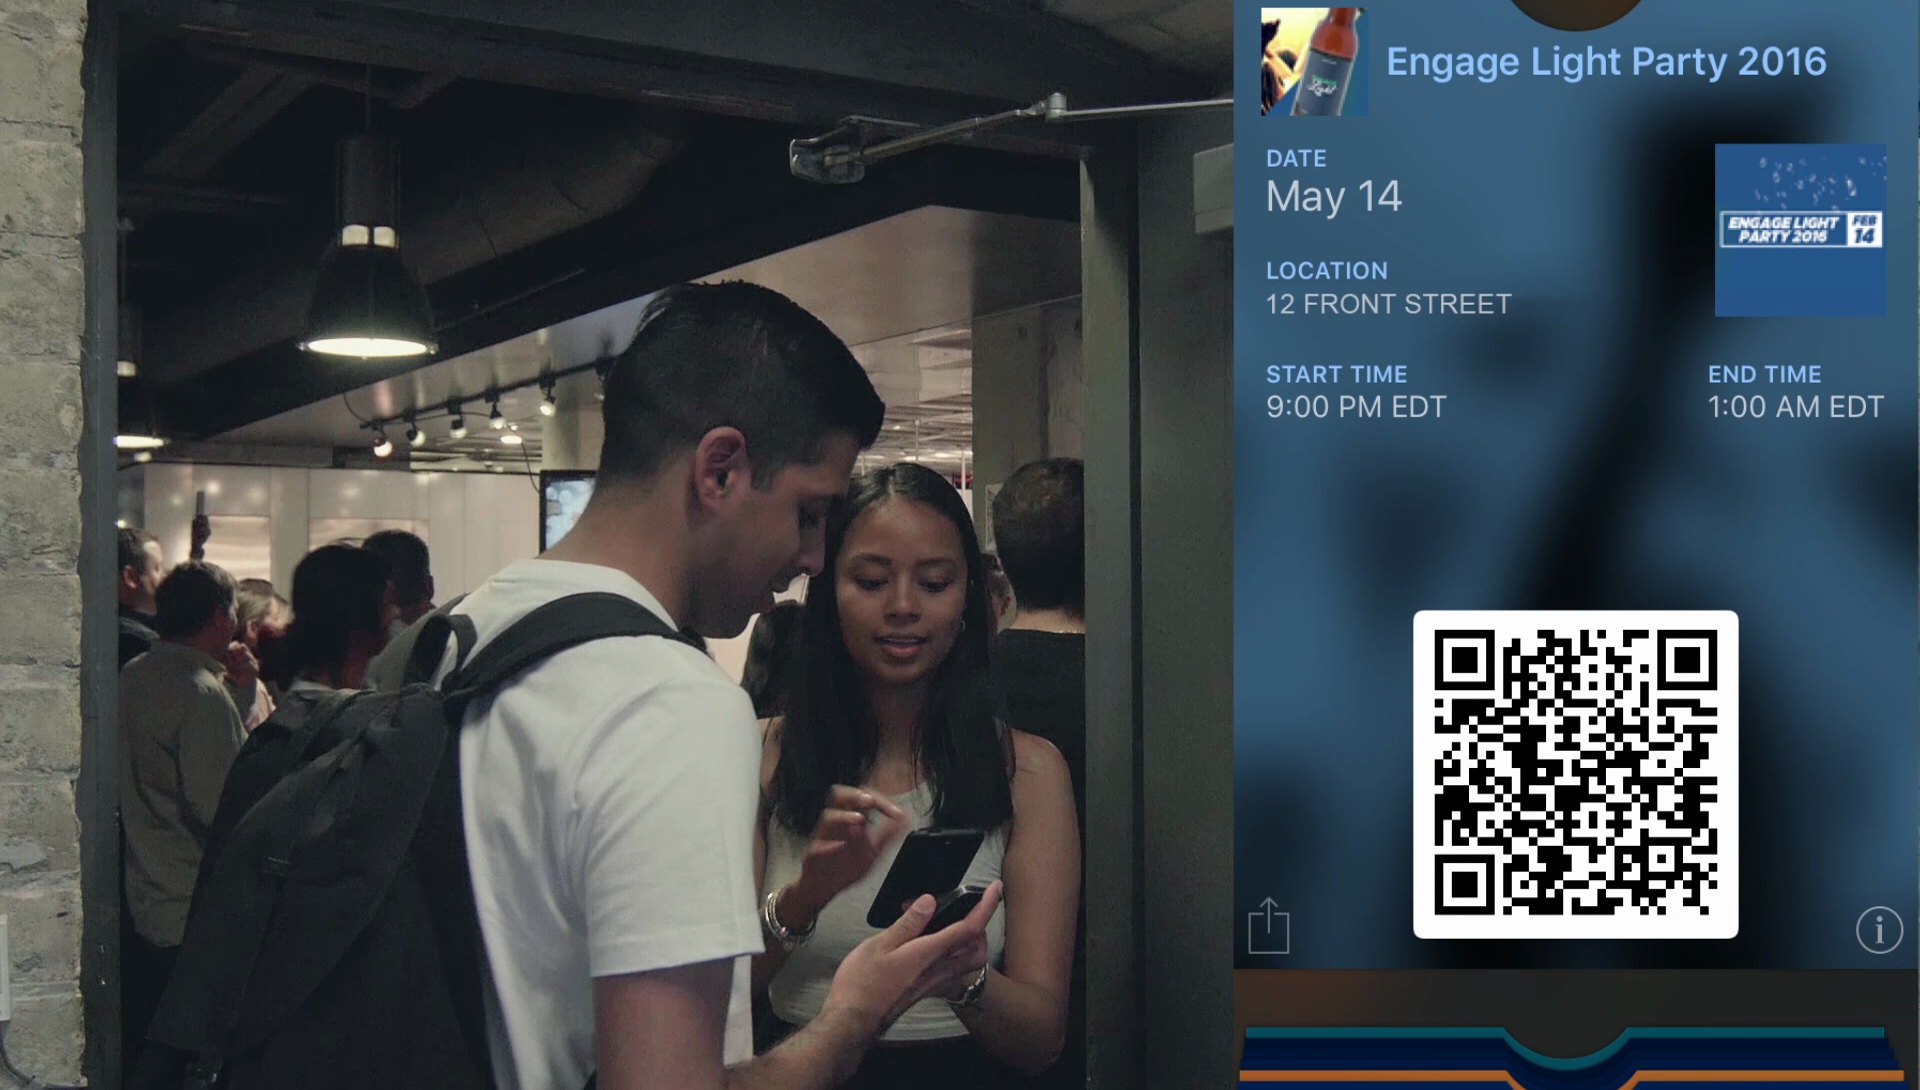 Engage Light Party 2016
DATE
May 14
ENGAGE LIGHT
PARTY 2016
FEB
14
LOCATION
12 FRONT STREET
START TIME
9:00 PM EDT
END TIME
1:00 AM EDT